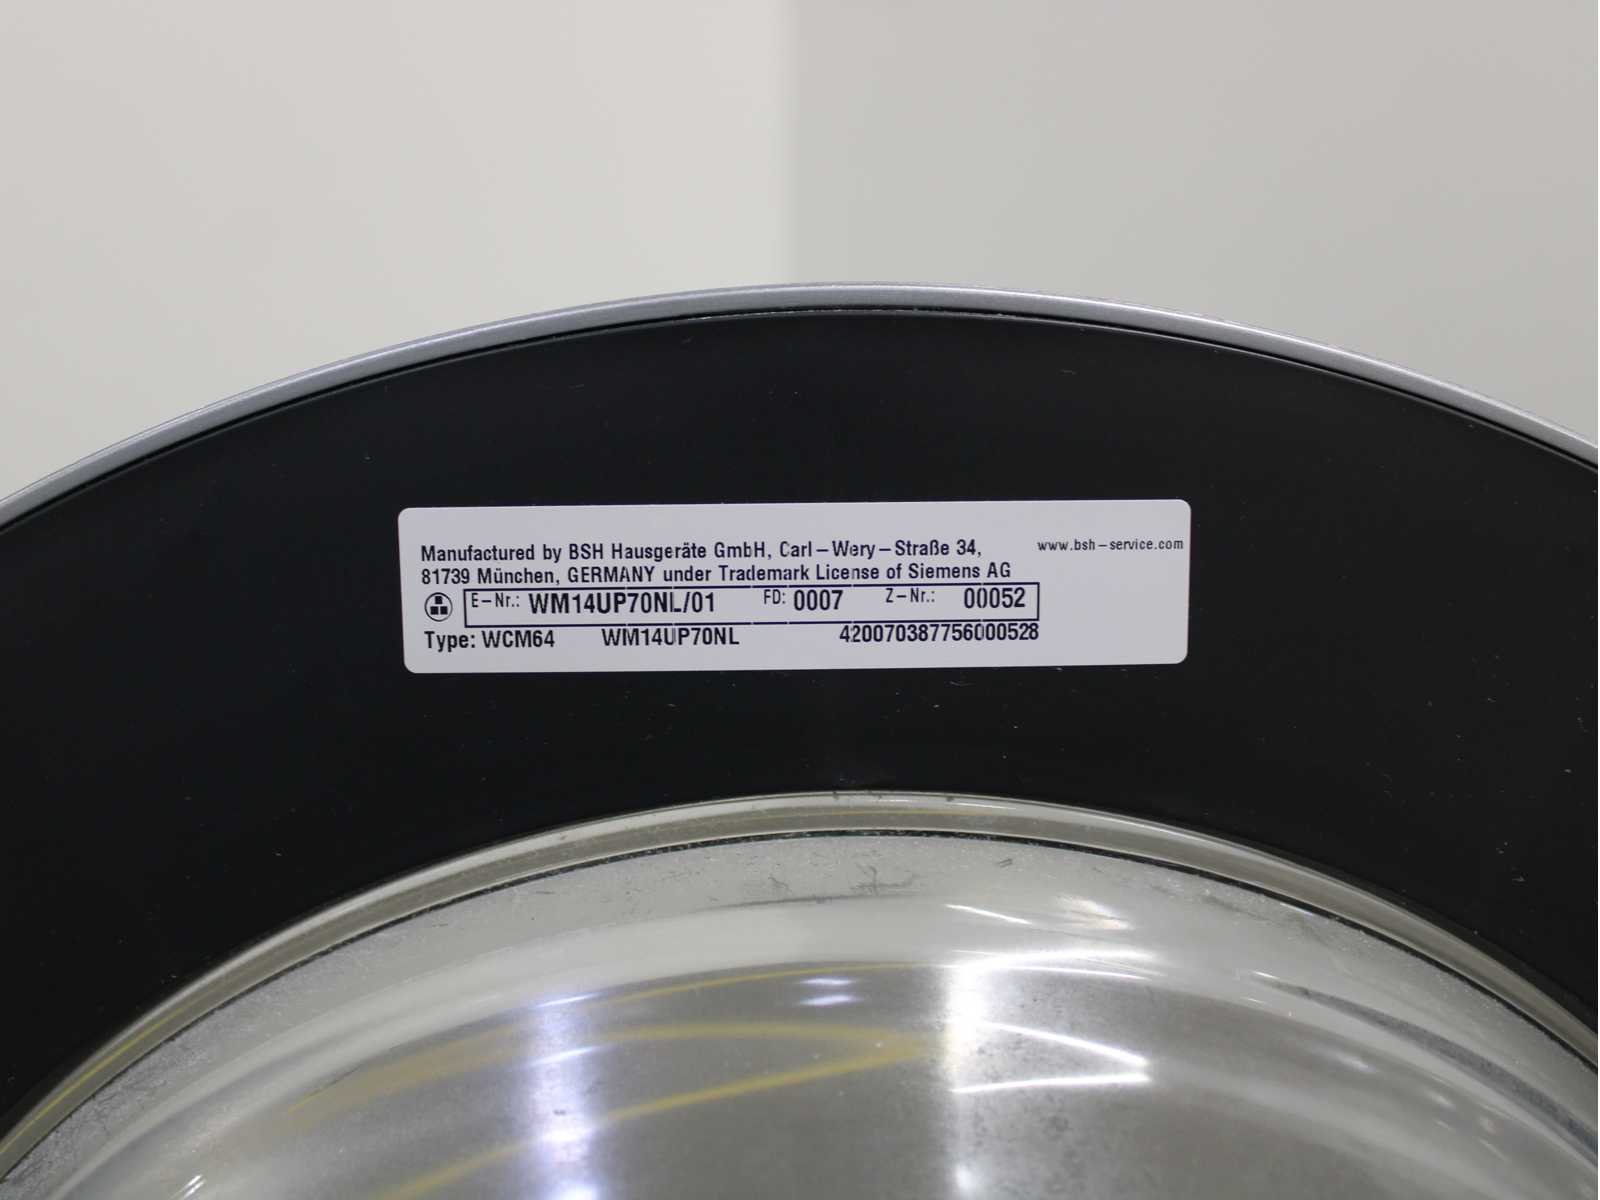 Manufactured by BSH Hausgeräte GmbH, Carl-Wery-Straße 34,
www.bsh-service.com
81739 München, GERMANY under Trademark License of Siemens AG
E-Nr.: WM14UP70NL/01 FD: 0007 Z-Nr.: 00052
Type: WCM64 WM14UP70NL 420070387756000528